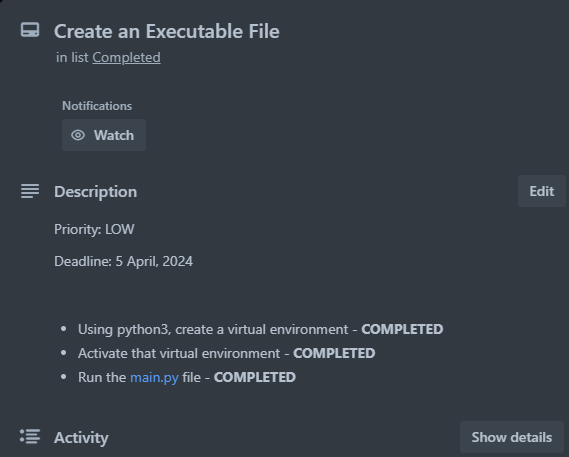 Create an Executable File
in list Completed
Notifications
Watch
Description
Edit
Priority: LOW
Deadline: 5 April, 2024
Using python3, create a virtual environment - COMPLETED
Activate that virtual environment - COMPLETED
Run the main.py file - COMPLETED
Activity
Show details